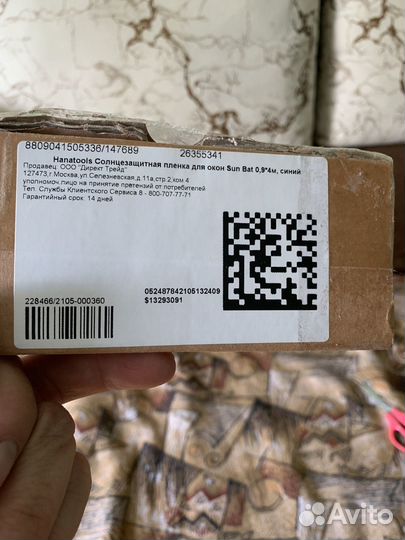 8809041505336/147689 26355341
Hanatools Солнцезащитная пленка для окон Sun Bat 0,9*4м, синий
Продавец: ООО "Директ Трейд"
127473,г.Москва,ул.Селезневская,д.11а,стр.2,ком.4
уполномоч.лицо на принятие претензий от потребителей
Тел. Службы Клиентского Сервиса 8 - 800-707-77-71
Гарантийный срок: 14 дней
052487842105132409
$13293091
228466/2105-000360
Avito